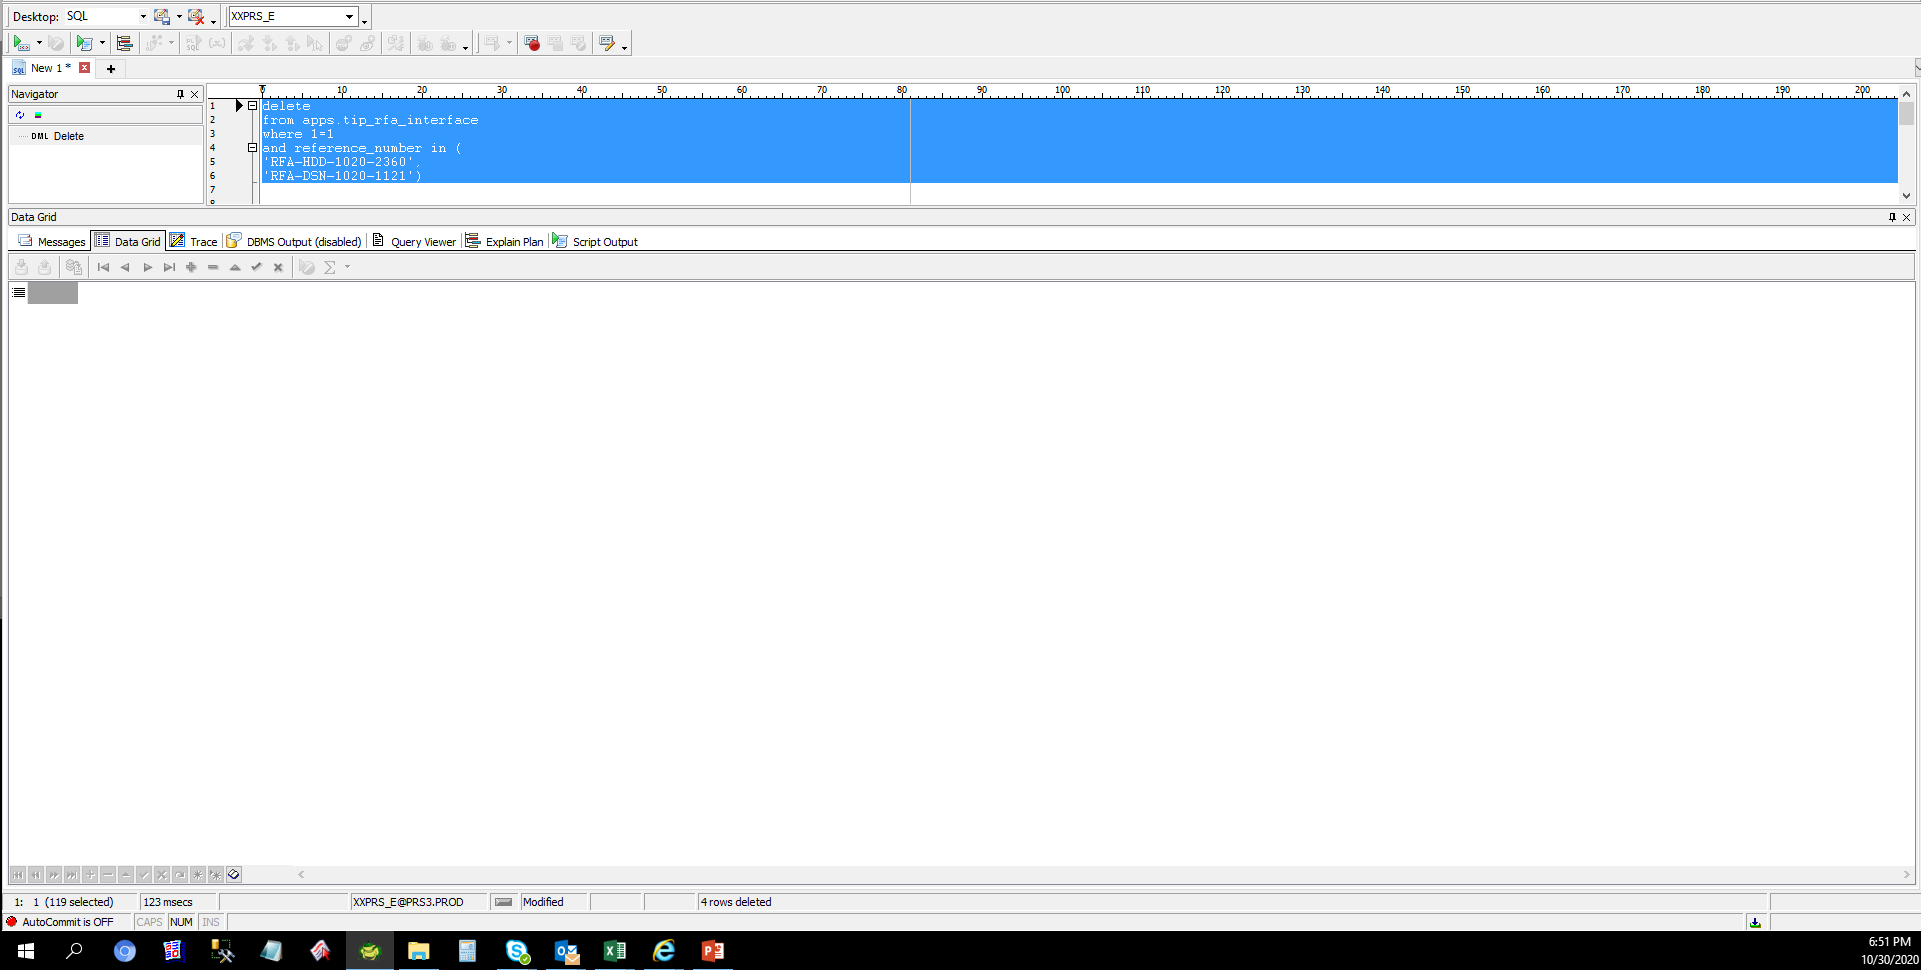 Desktop: SQL XXPRS_E
New 1 *
Navigator
DML Delete
0 10 20 30 40 50 60 70 80 90 100 110 120 130 140 150 160 170 180 190 200
1 delete
2 from apps.tip_rfa_interface
3 where 1=1
4 and reference_number in (
5 'RFA-HDD-1020-2360',
6 'RFA-DSN-1020-1121')
7
8
Data Grid
Messages Data Grid Trace DBMS Output (disabled) Query Viewer Explain Plan Script Output
1: 1 (119 selected) 123 msecs XXPRS_E@PRS3.PROD Modified 4 rows deleted
AutoCommit is OFF CAPS NUM INS
6:51 PM
10/30/2020